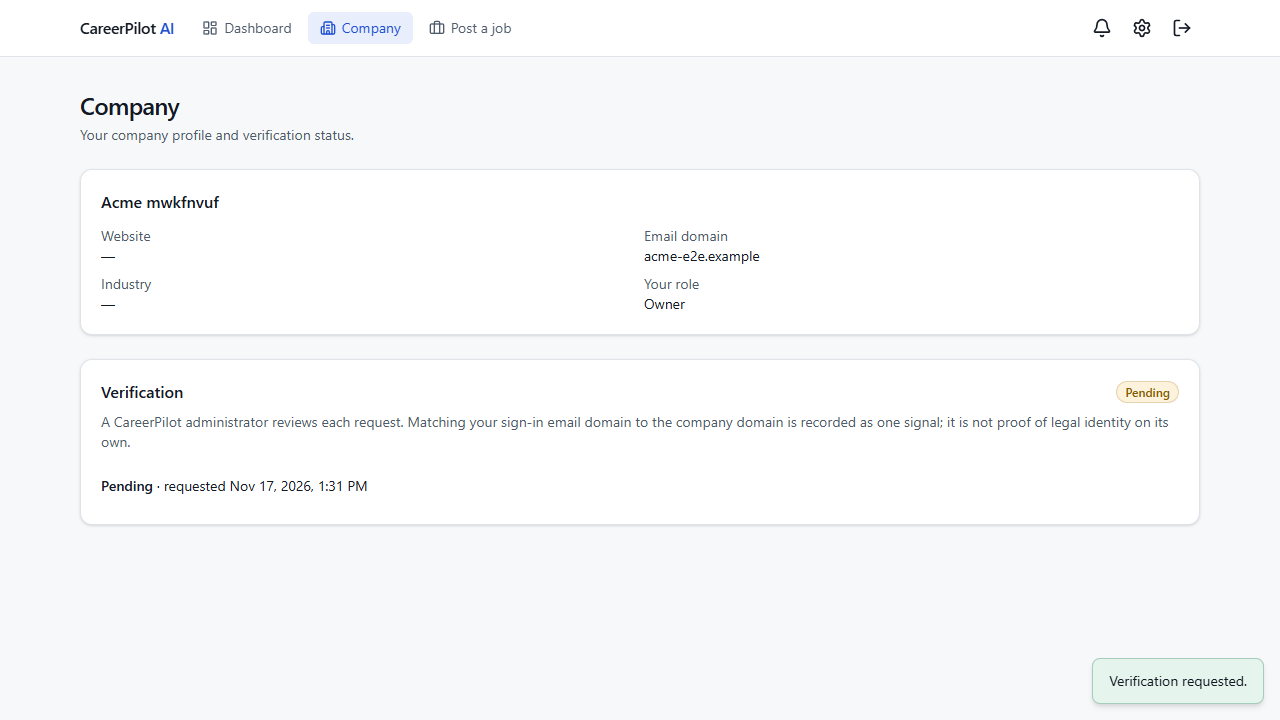 CareerPilot AI
Dashboard
Company
Post a job
Company
Your company profile and verification status.
Acme mwkfnvuf
Website
—
Email domain
acme-e2e.example
Industry
—
Your role
Owner
Verification
Pending
A CareerPilot administrator reviews each request. Matching your sign-in email domain to the company domain is recorded as one signal; it is not proof of legal identity on its
own.
Pending · requested Nov 17, 2026, 1:31 PM
Verification requested.